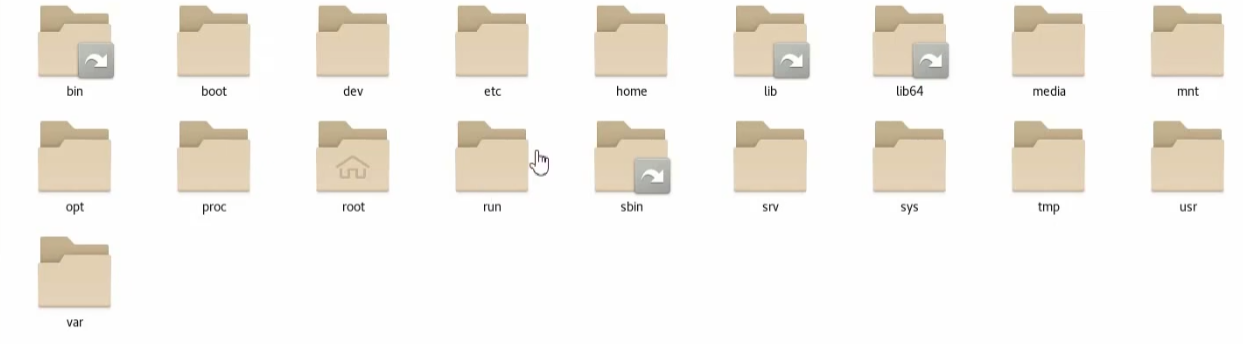 bin boot dev etc home lib lib64 media mnt
opt proc root run sbin srv sys tmp usr
var